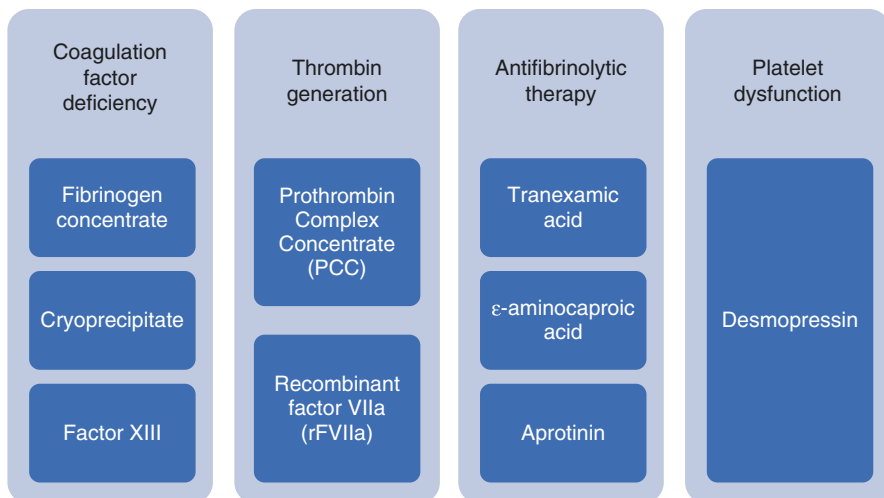 Coagulation
factor
deficiency
Fibrinogen
concentrate
Cryoprecipitate
Factor XIII
Thrombin
generation
Prothrombin
Complex
Concentrate
(PCC)
Recombinant
factor VIIa
(rFVIIa)
Antifibrinolytic
therapy
Tranexamic
acid
ε-aminocaproic
acid
Aprotinin
Platelet
dysfunction
Desmopressin